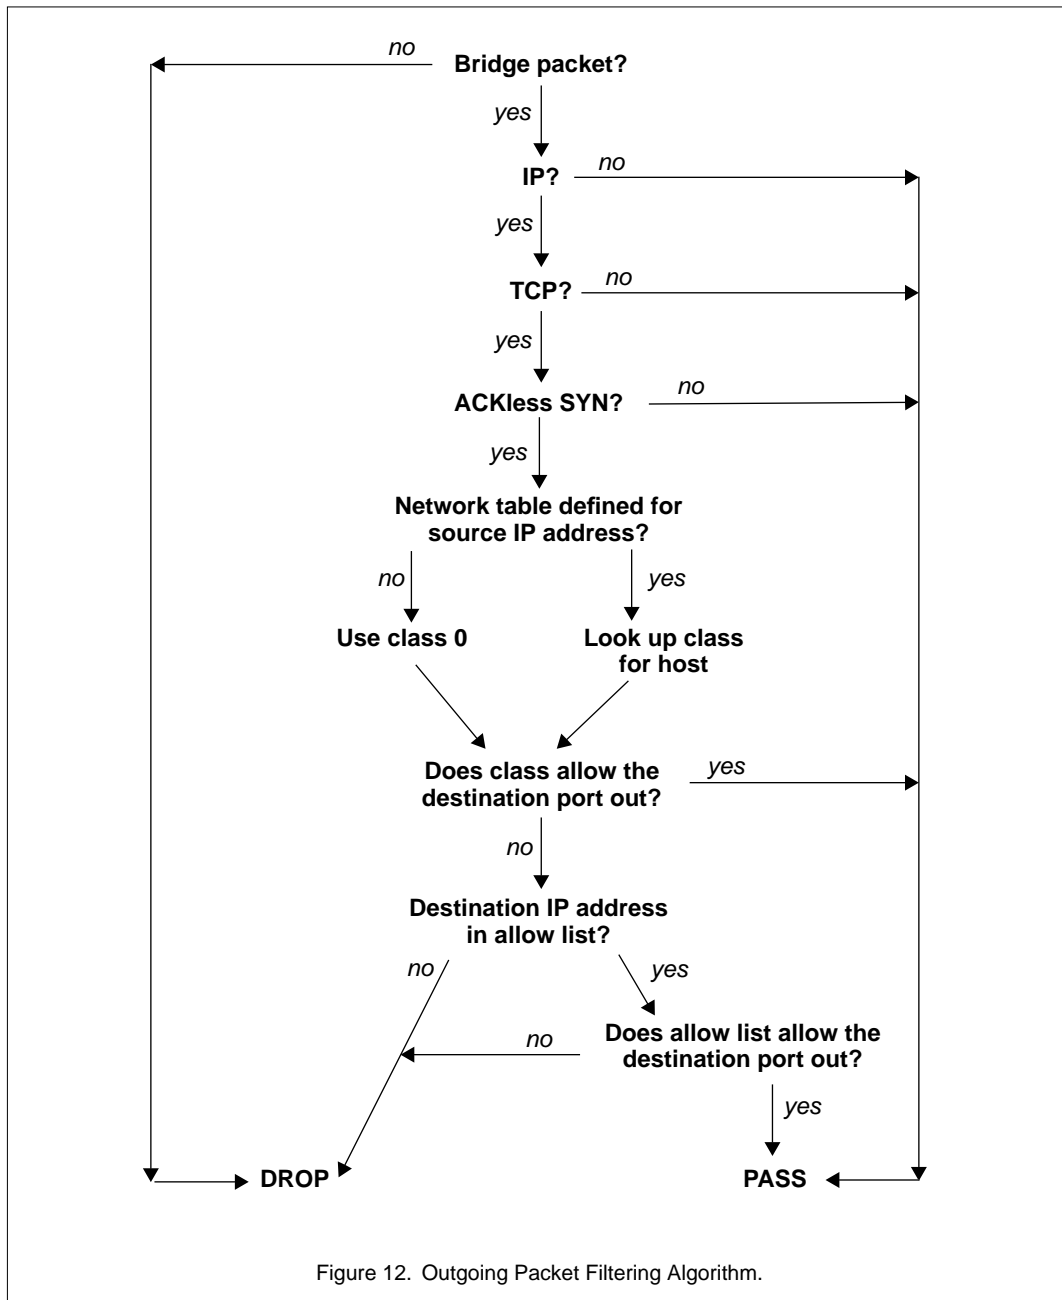 no
Bridge packet?
yes
IP?
no
yes
TCP?
no
yes
ACKless SYN?
no
yes
Network table defined for
source IP address?
no
yes
Use class 0
Look up class
for host
Does class allow the
destination port out?
yes
no
Destination IP address
in allow list?
no
yes
Does allow list allow the
destination port out?
no
yes
DROP
PASS
Figure 12. Outgoing Packet Filtering Algorithm.